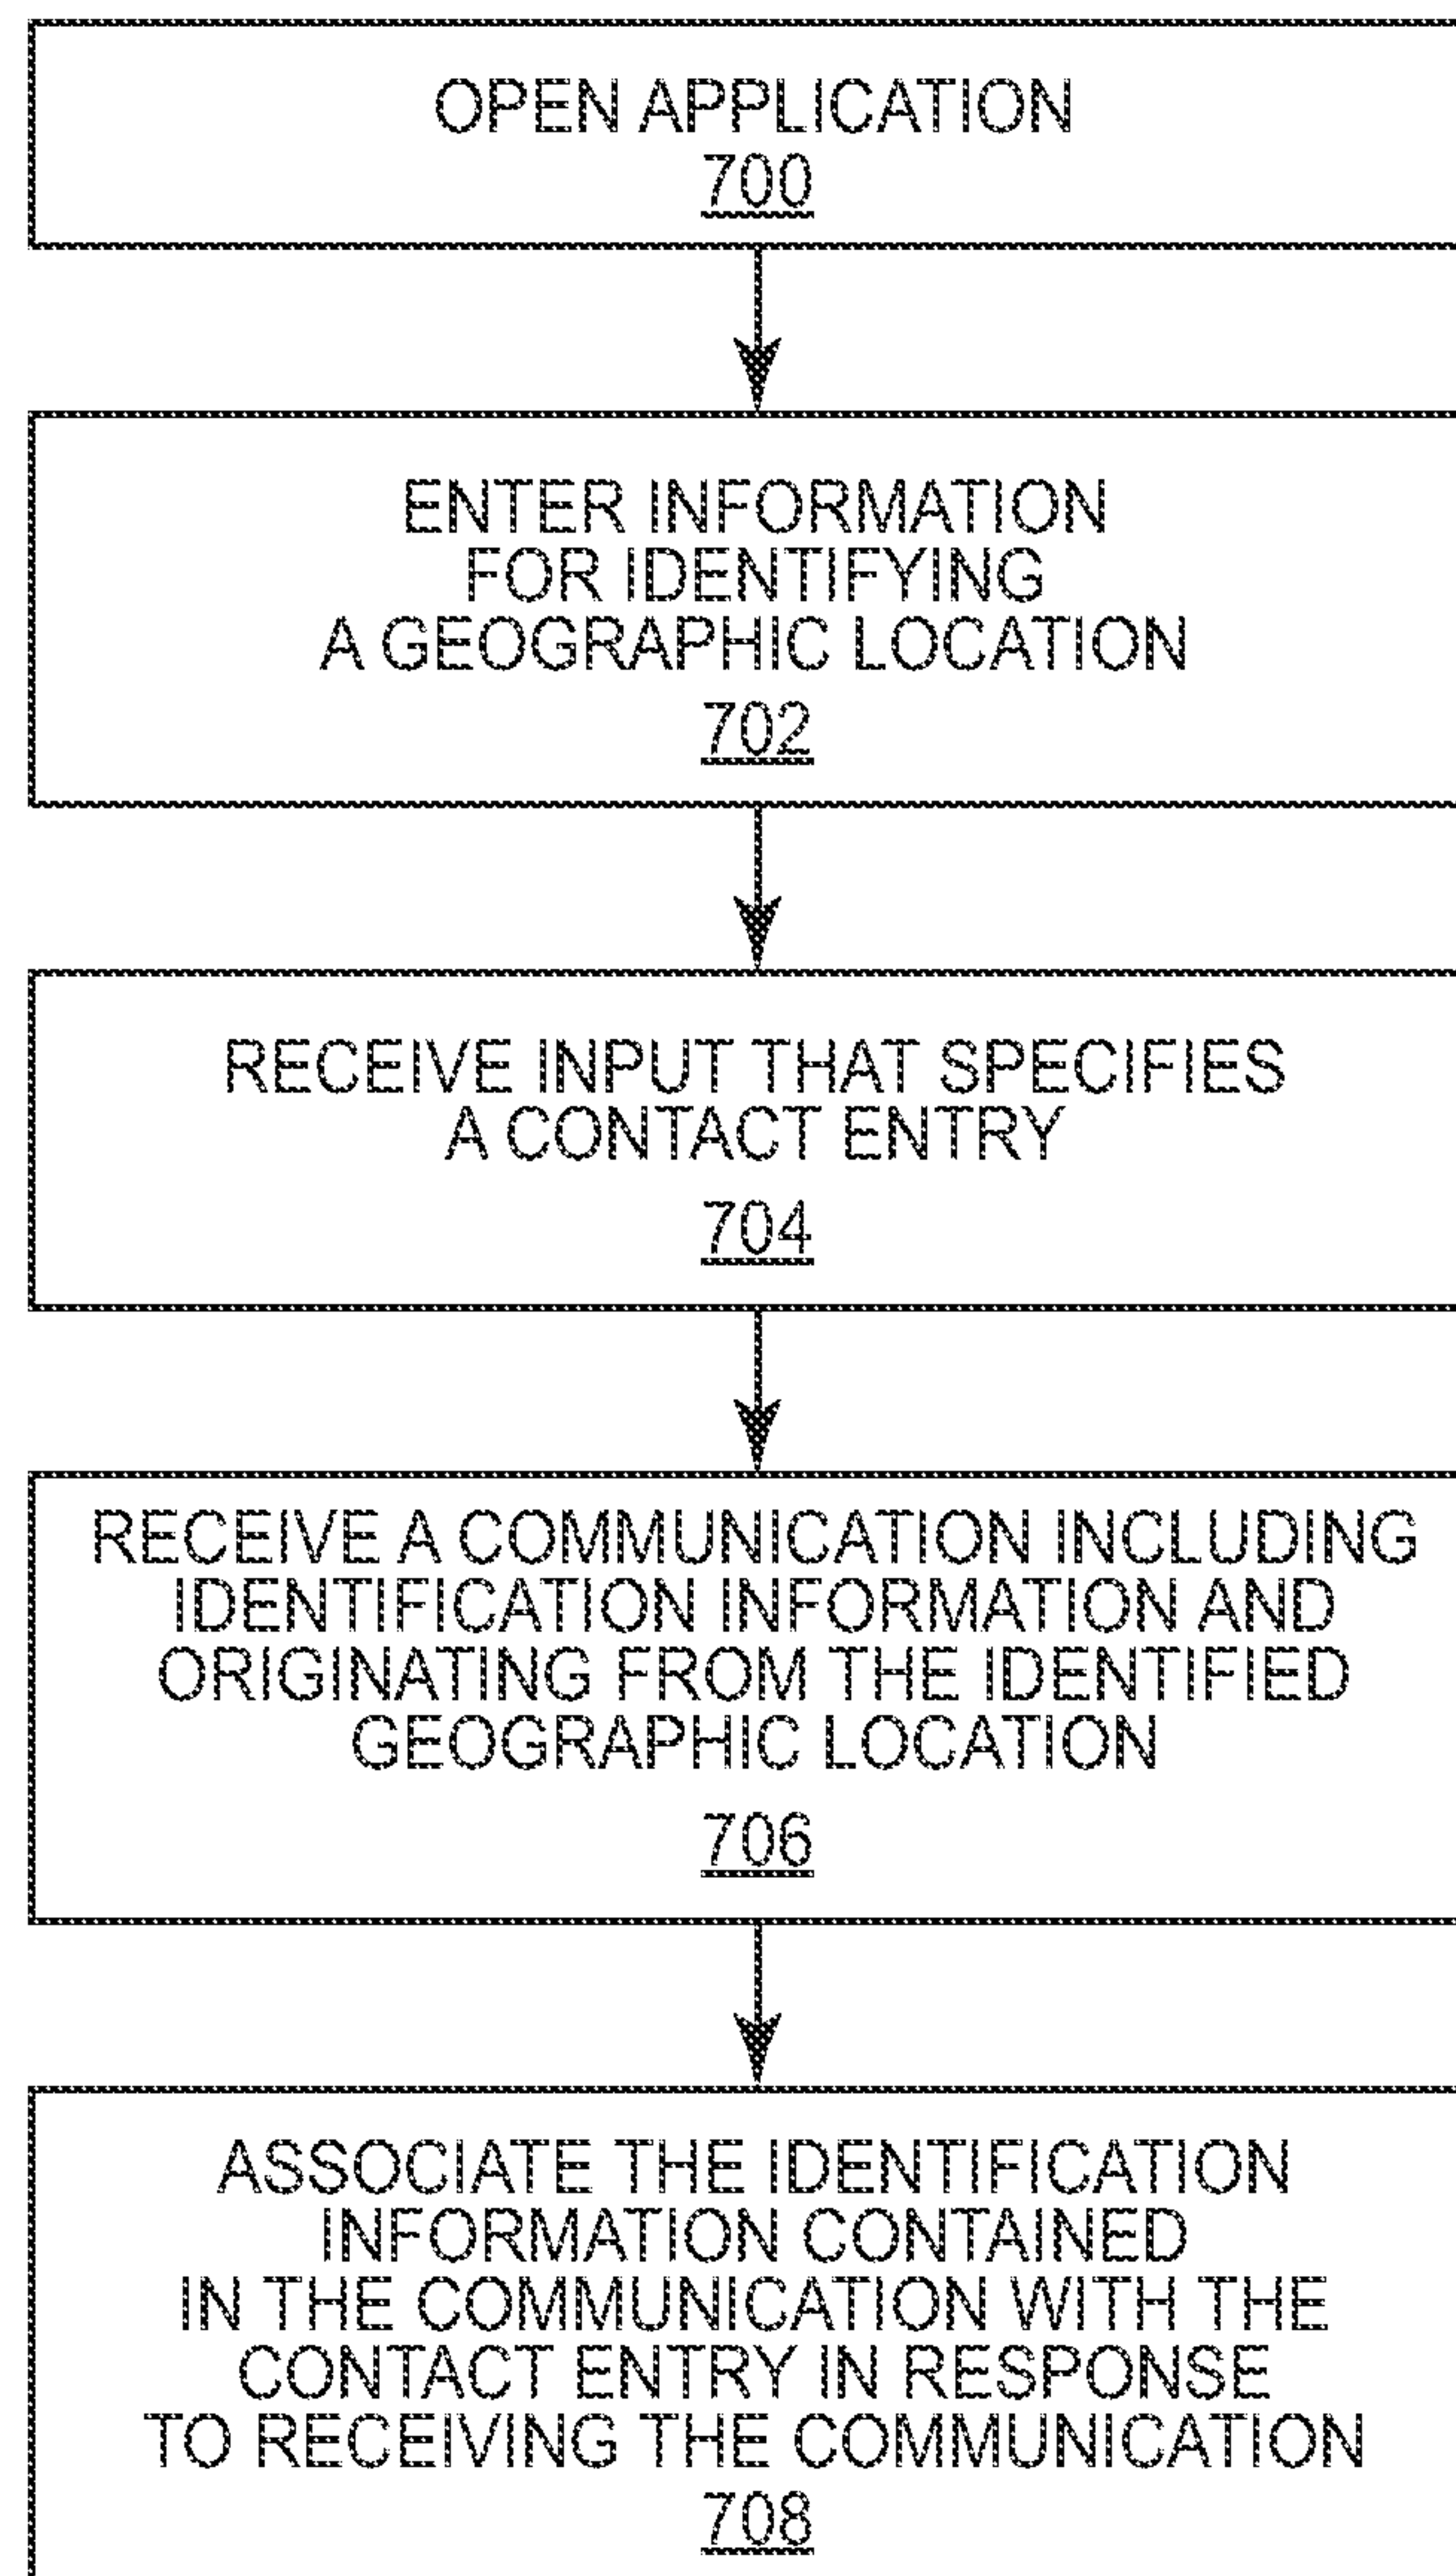 OPEN APPLICATION
700
ENTER INFORMATION
FOR IDENTIFYING
A GEOGRAPHIC LOCATION
702
RECEIVE INPUT THAT SPECIFIES
A CONTACT ENTRY
704
RECEIVE A COMMUNICATION INCLUDING
IDENTIFICATION INFORMATION AND
ORIGINATING FROM THE IDENTIFIED
GEOGRAPHIC LOCATION
706
ASSOCIATE THE IDENTIFICATION
INFORMATION CONTAINED
IN THE COMMUNICATION WITH THE
CONTACT ENTRY IN RESPONSE
TO RECEIVING THE COMMUNICATION
708